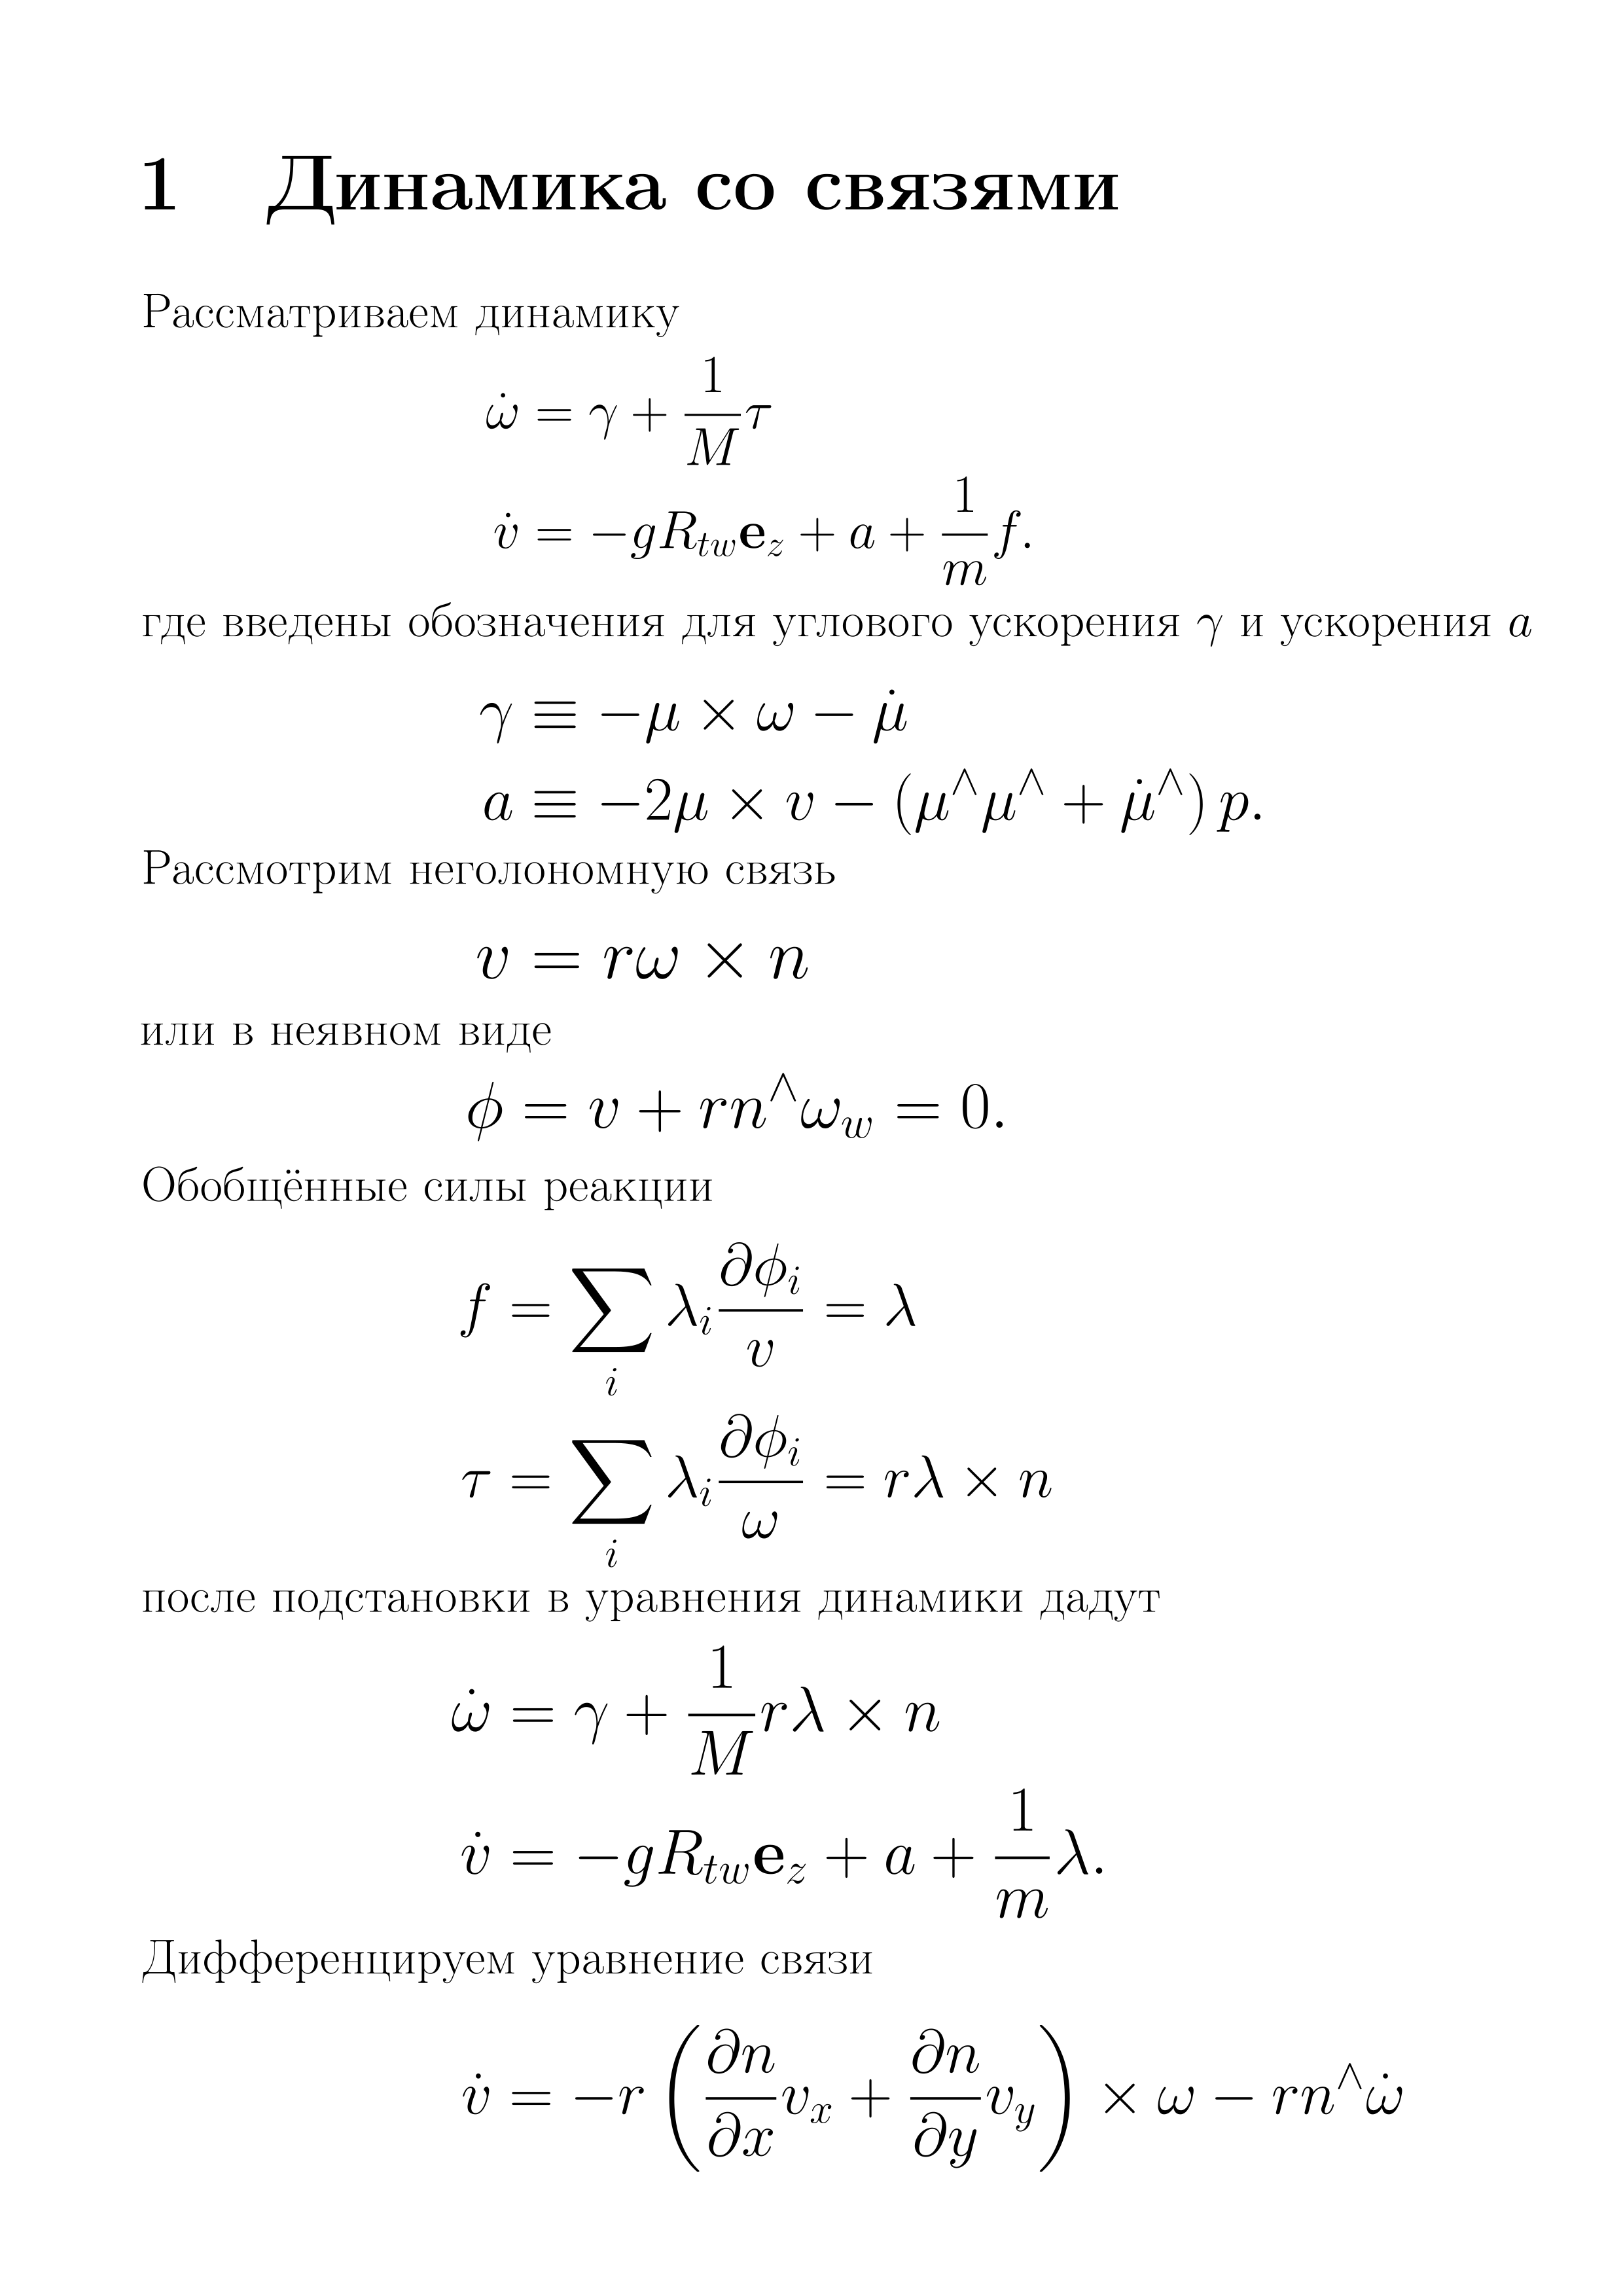 1 Динамика со связями
Рассматриваем динамику
$\dot{\omega} = \gamma + \frac{1}{M}\tau$
$\dot{v} = -gR_{tw}\mathbf{e}_z + a + \frac{1}{m}f.$
где введены обозначения для углового ускорения $\gamma$ и ускорения $a$
$\gamma \equiv -\mu \times \omega - \dot{\mu}$
$a \equiv -2\mu \times v - \left(\mu^\wedge \mu^\wedge + \dot{\mu}^\wedge\right) p.$
Рассмотрим неголономную связь
$v = r\omega \times n$
или в неявном виде
$\phi = v + rn^\wedge \omega_w = 0.$
Обобщённые силы реакции
$f = \sum_i \lambda_i \frac{\partial \phi_i}{v} = \lambda$
$\tau = \sum_i \lambda_i \frac{\partial \phi_i}{\omega} = r\lambda \times n$
после подстановки в уравнения динамики дадут
$\dot{\omega} = \gamma + \frac{1}{M} r\lambda \times n$
$\dot{v} = -gR_{tw}\mathbf{e}_z + a + \frac{1}{m}\lambda.$
Дифференцируем уравнение связи
$\dot{v} = -r \left( \frac{\partial n}{\partial x} v_x + \frac{\partial n}{\partial y} v_y \right) \times \omega - rn^\wedge \dot{\omega}$